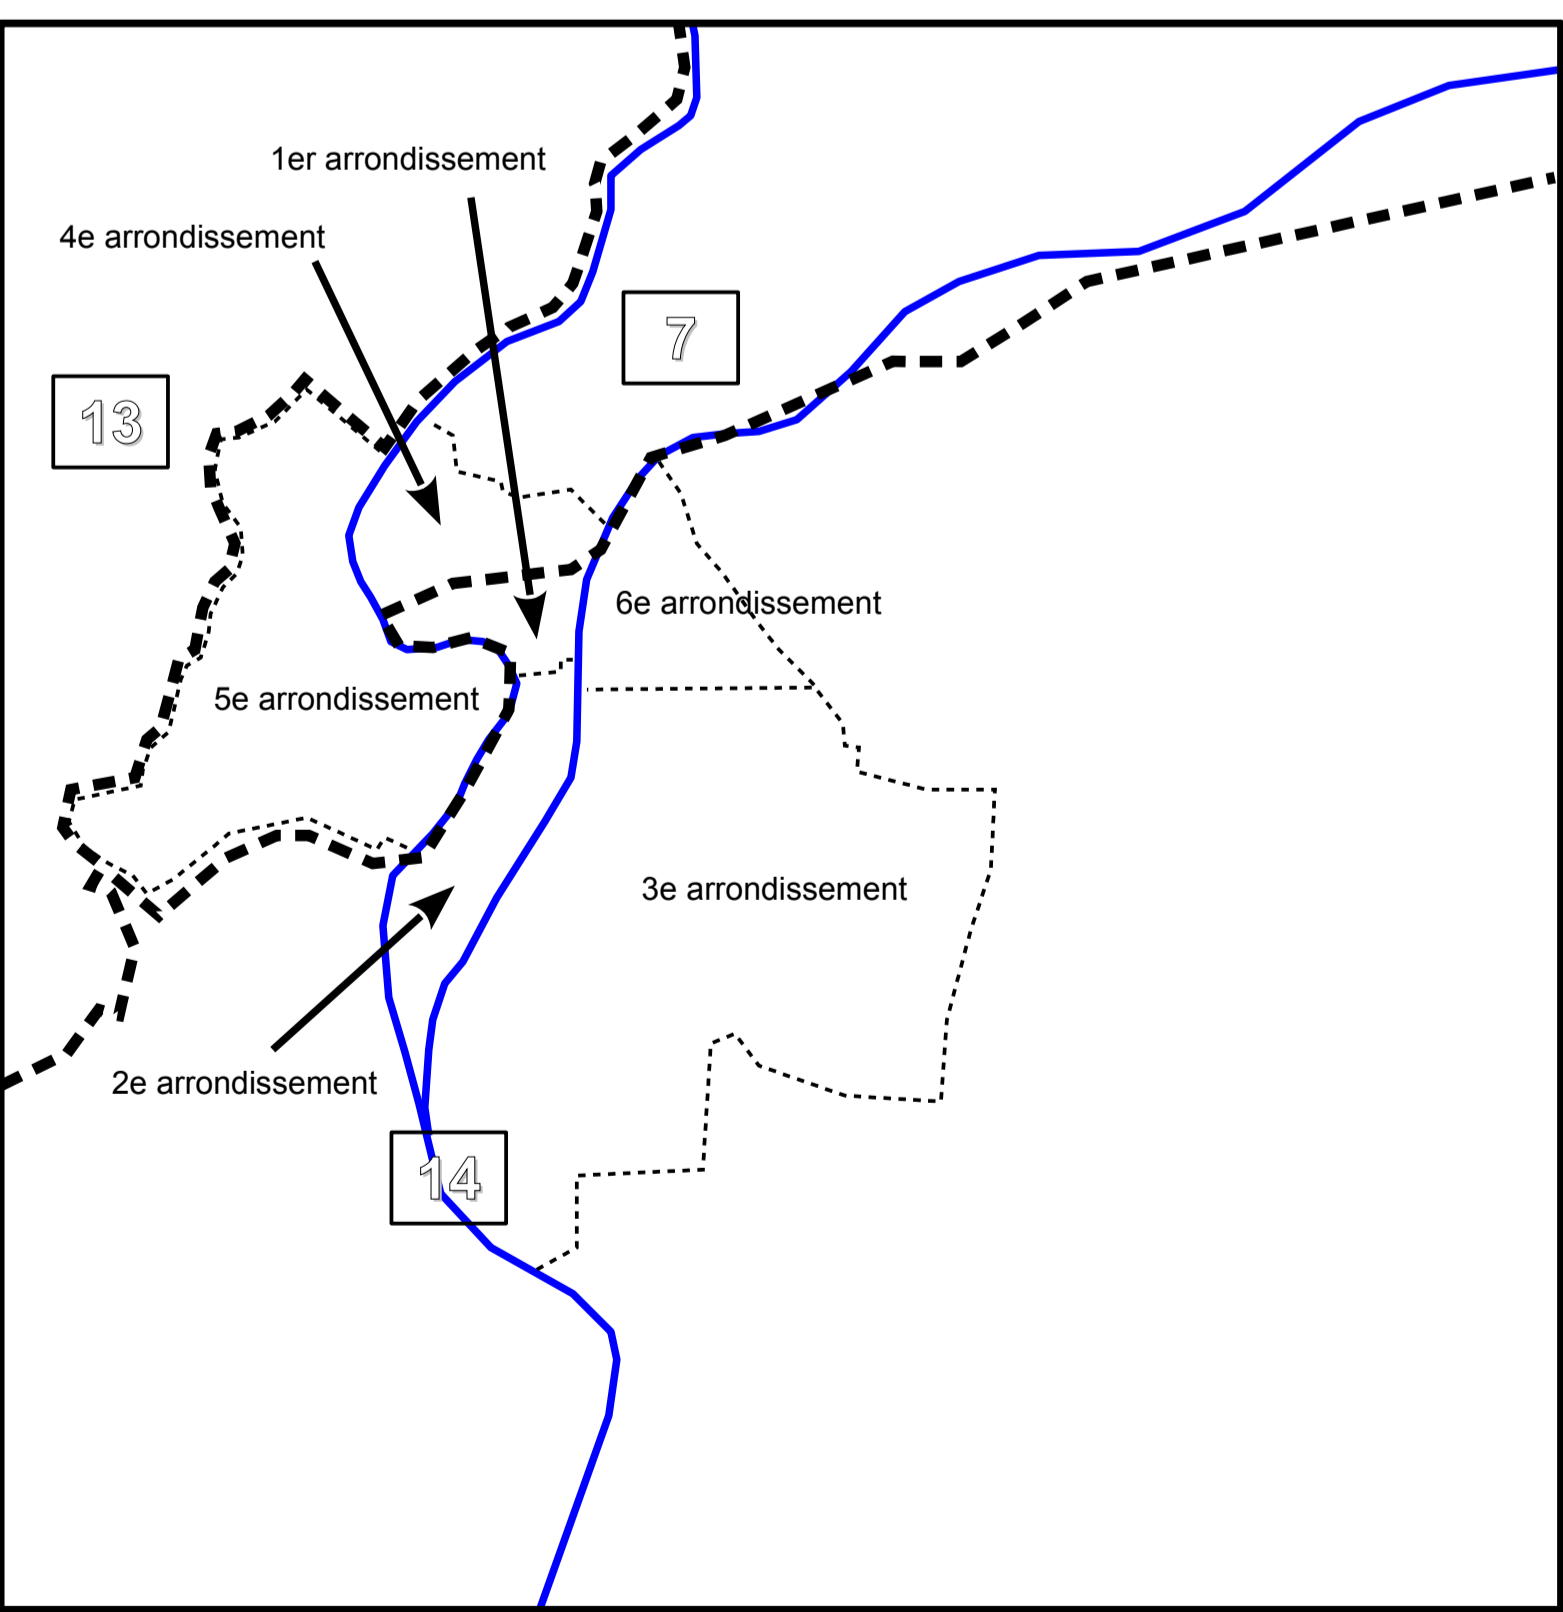 1er arrondissement
4e arrondissement
7
13
6e arrondissement
5e arrondissement
3e arrondissement
2e arrondissement
14